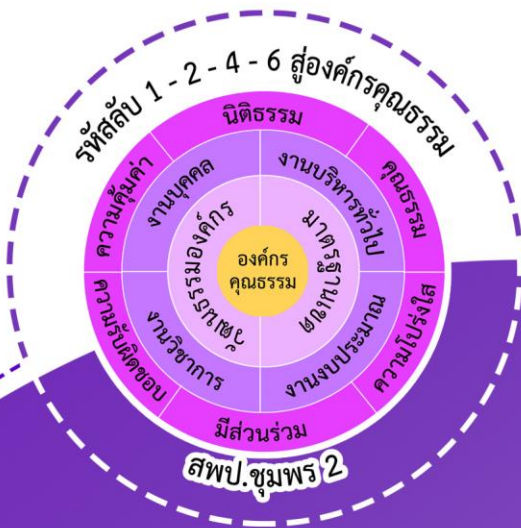 รหัสลับ 1 - 2 - 4 - 6 สู่องค์กรคุณธรรม
นิติธรรม
คุณธรรม
ความโปร่งใส
มีส่วนร่วม
ความรับผิดชอบ
ความคุ้มค่า
งานบุคคล
งานบริหารทั่วไป
งานงบประมาณ
งานวิชาการ
วัฒนธรรมองค์กร
มาตรฐานเขต
องค์กร
คุณธรรม
สพป.ชุมพร 2